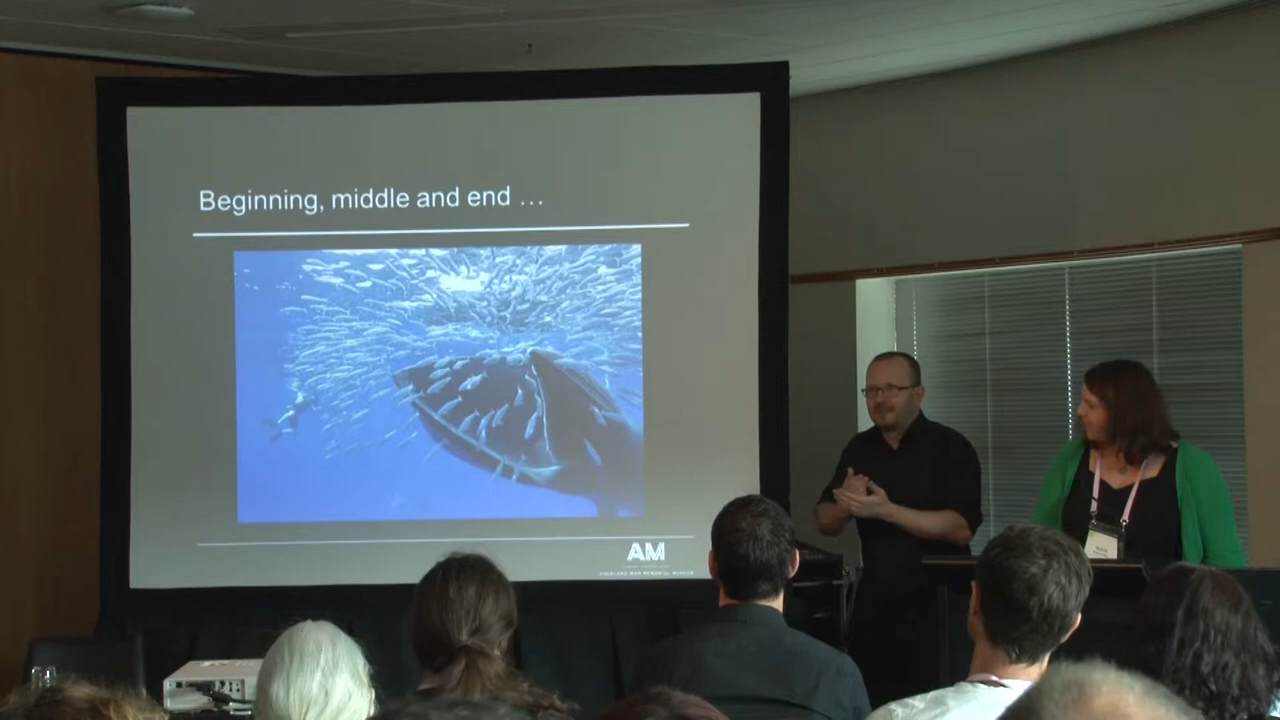 Beginning, middle and end …
AM
AUCKLAND WAR MEMORIAL MUSEUM